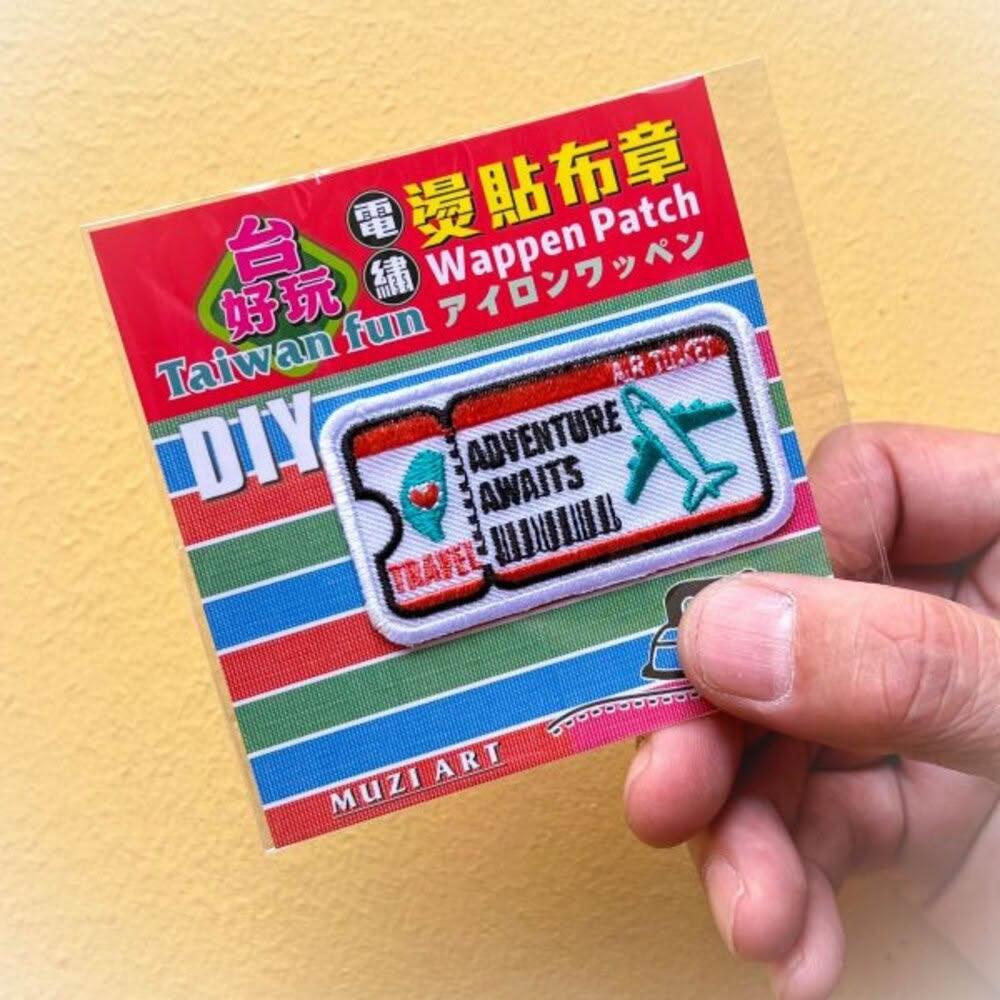 台
好玩
Taiwan fun
電繡
燙貼布章
Wappen Patch
アイロンワッペン
DIY
AIR TICKET
ADVENTURE
AWAITS
TRAVEL
MUZI ART